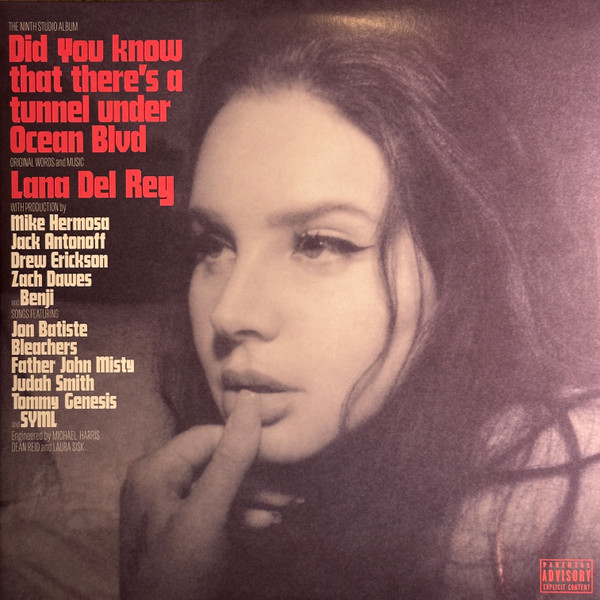 THE NINTH STUDIO ALBUM
Did you know
that there's a
tunnel under
Ocean Blvd
ORIGINAL WORDS and MUSIC
Lana Del Rey
WITH PRODUCTION by
Mike Hermosa
Jack Antonoff
Drew Erickson
Zach Dawes
and Benji
SONGS FEATURING
Jon Batiste
Bleachers
Father John Misty
Judah Smith
Tommy Genesis
and SYML
Engineered by MICHAEL HARRIS
DEAN REID and LAURA SISK
PARENTAL
ADVISORY
EXPLICIT CONTENT